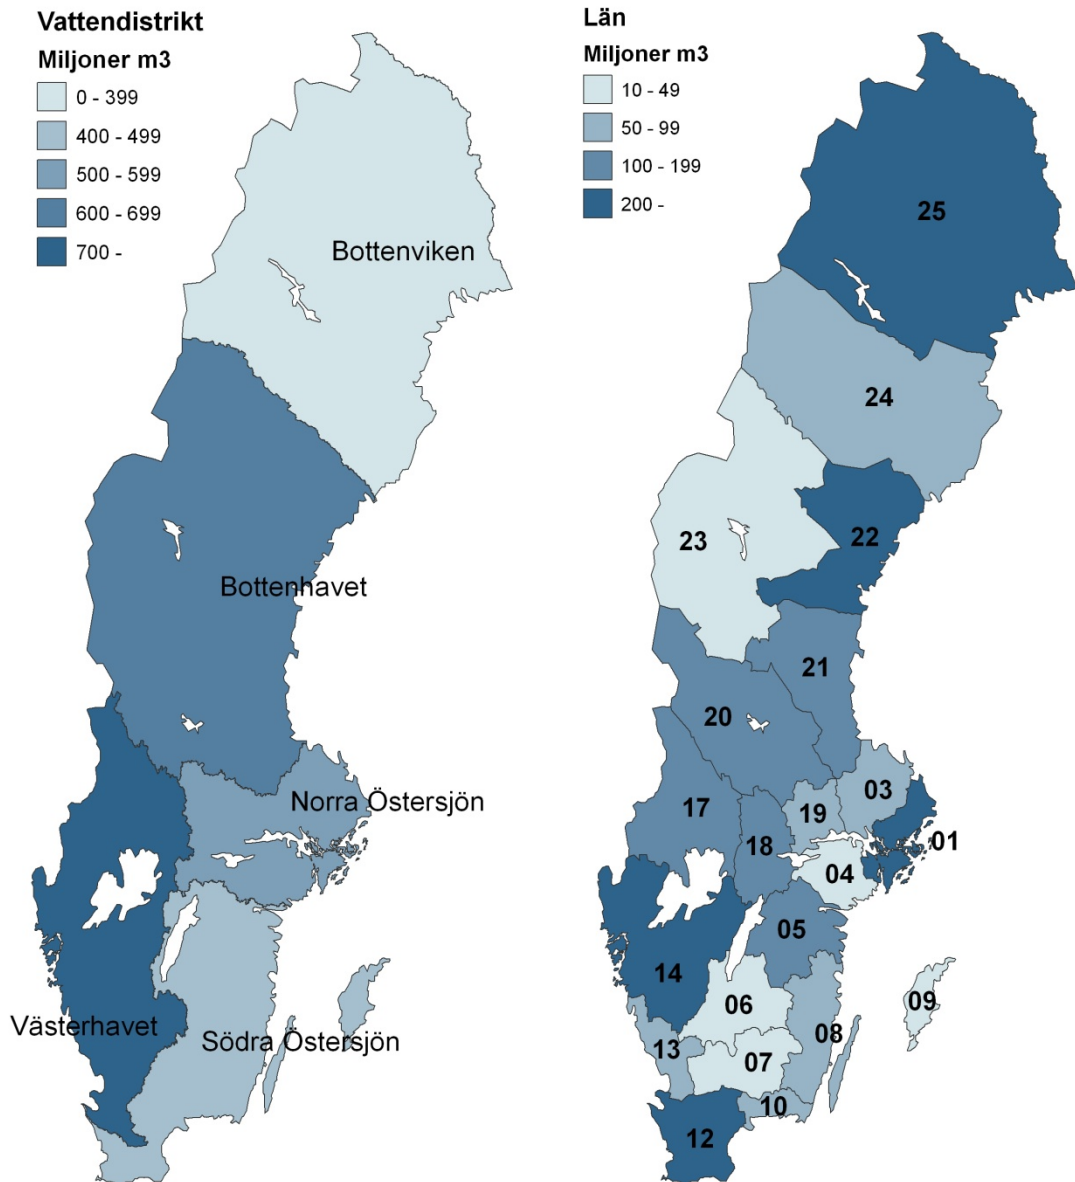 Vattendistrikt
Miljoner m3
0 - 399
400 - 499
500 - 599
600 - 699
700 -
Bottenviken
Bottenhavet
Norra Östersjön
Västerhavet
Södra Östersjön
Län
Miljoner m3
10 - 49
50 - 99
100 - 199
200 -
25
24
23
22
21
20
03
17
19
18
01
04
05
14
06
09
08
13
07
10
12